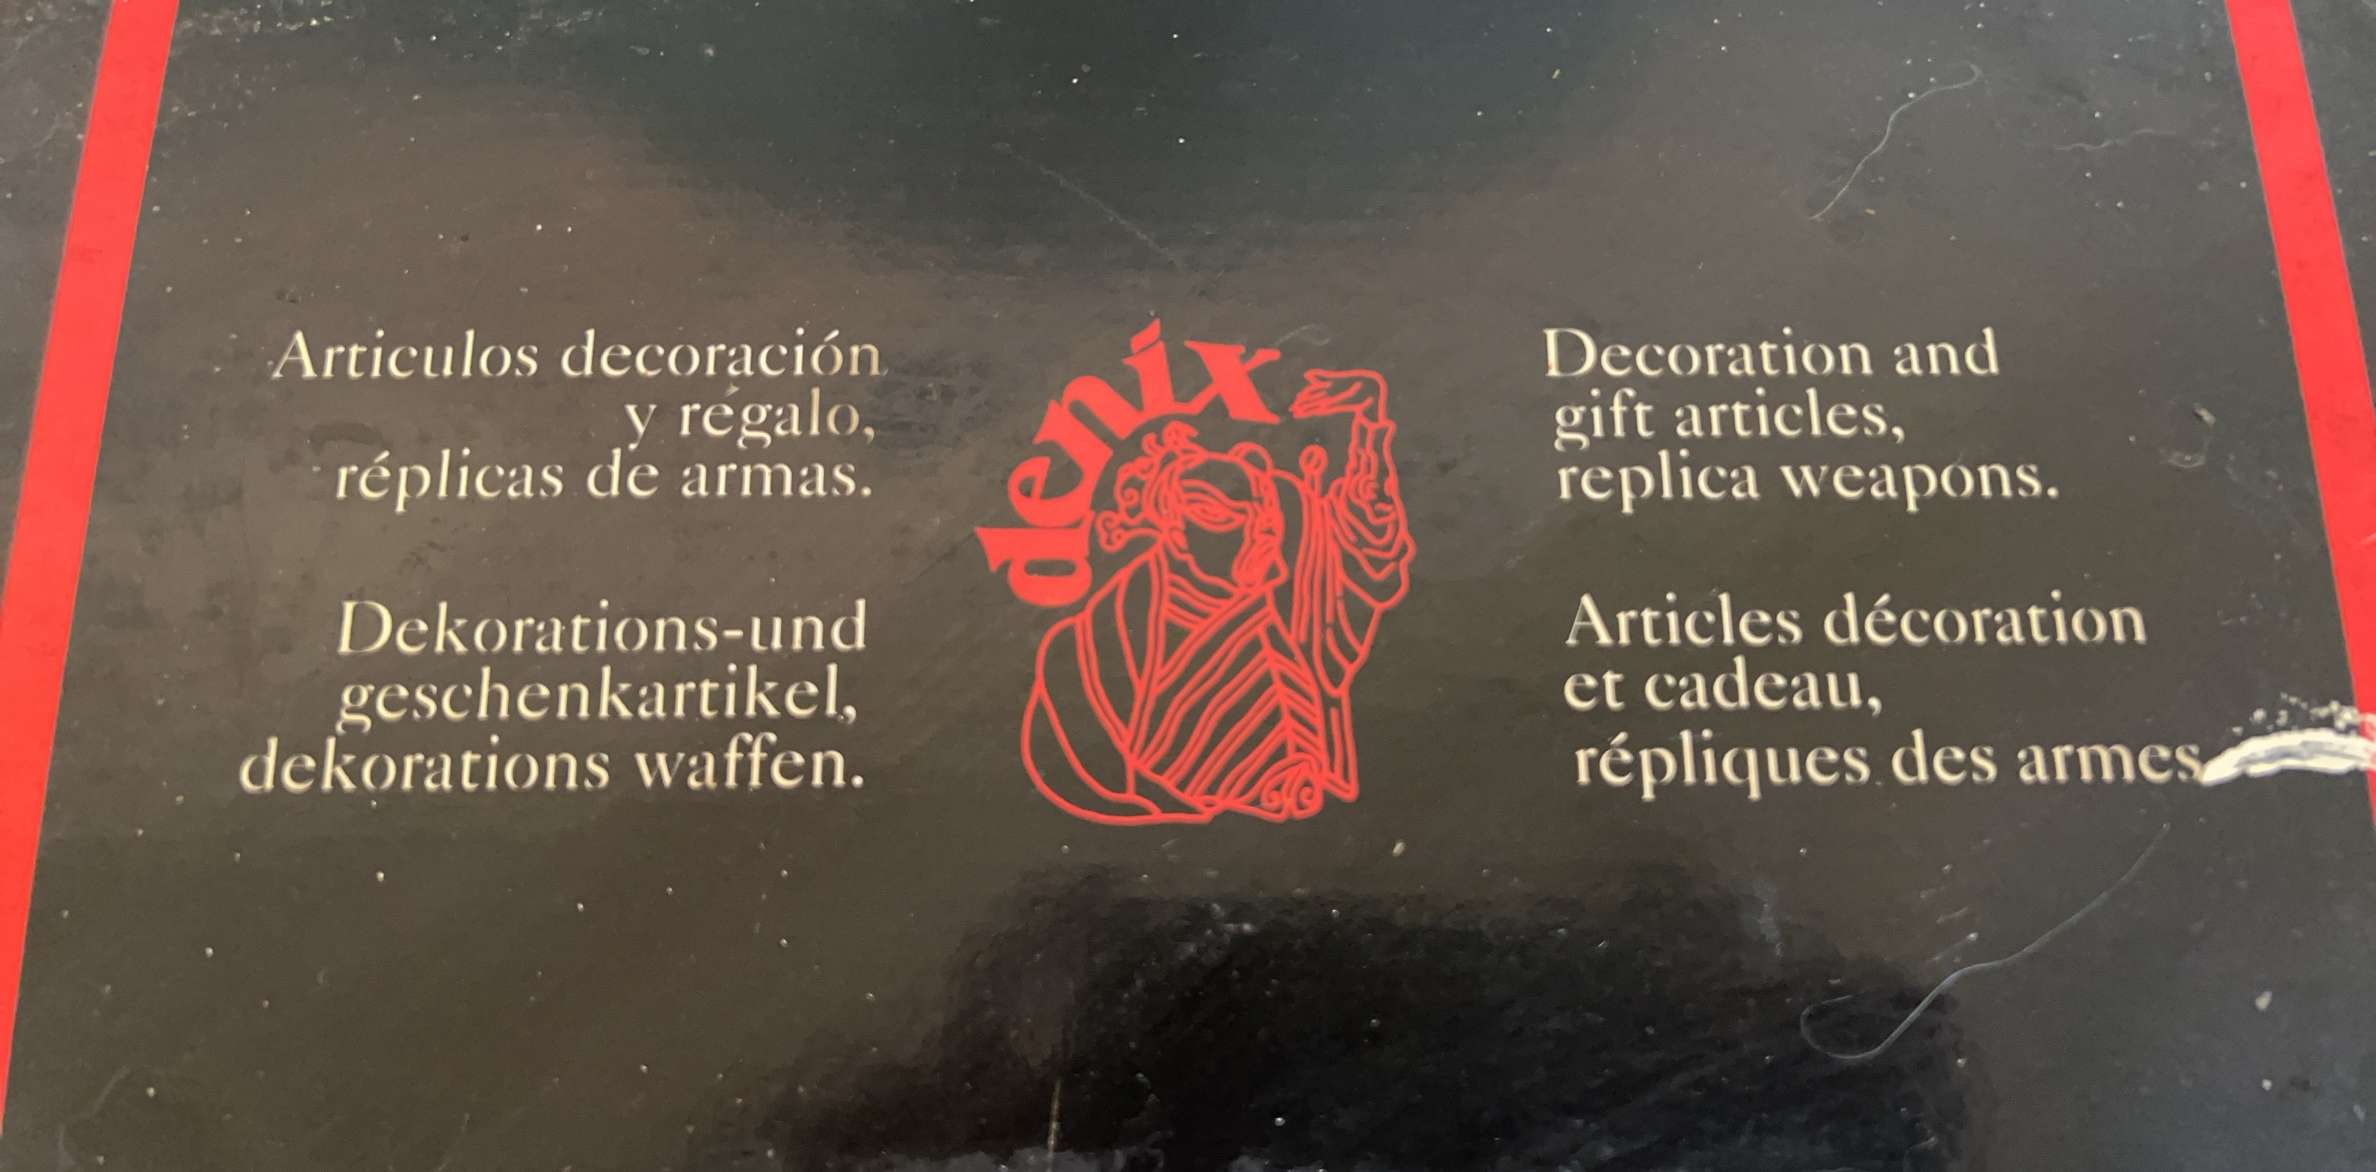 Articulos decoración
y régalo,
réplicas de armas.
Dekorations-und
geschenkartikel,
dekorations waffen.
denix
Decoration and
gift articles,
replica weapons.
Articles décoration
et cadeau,
répliques des armes